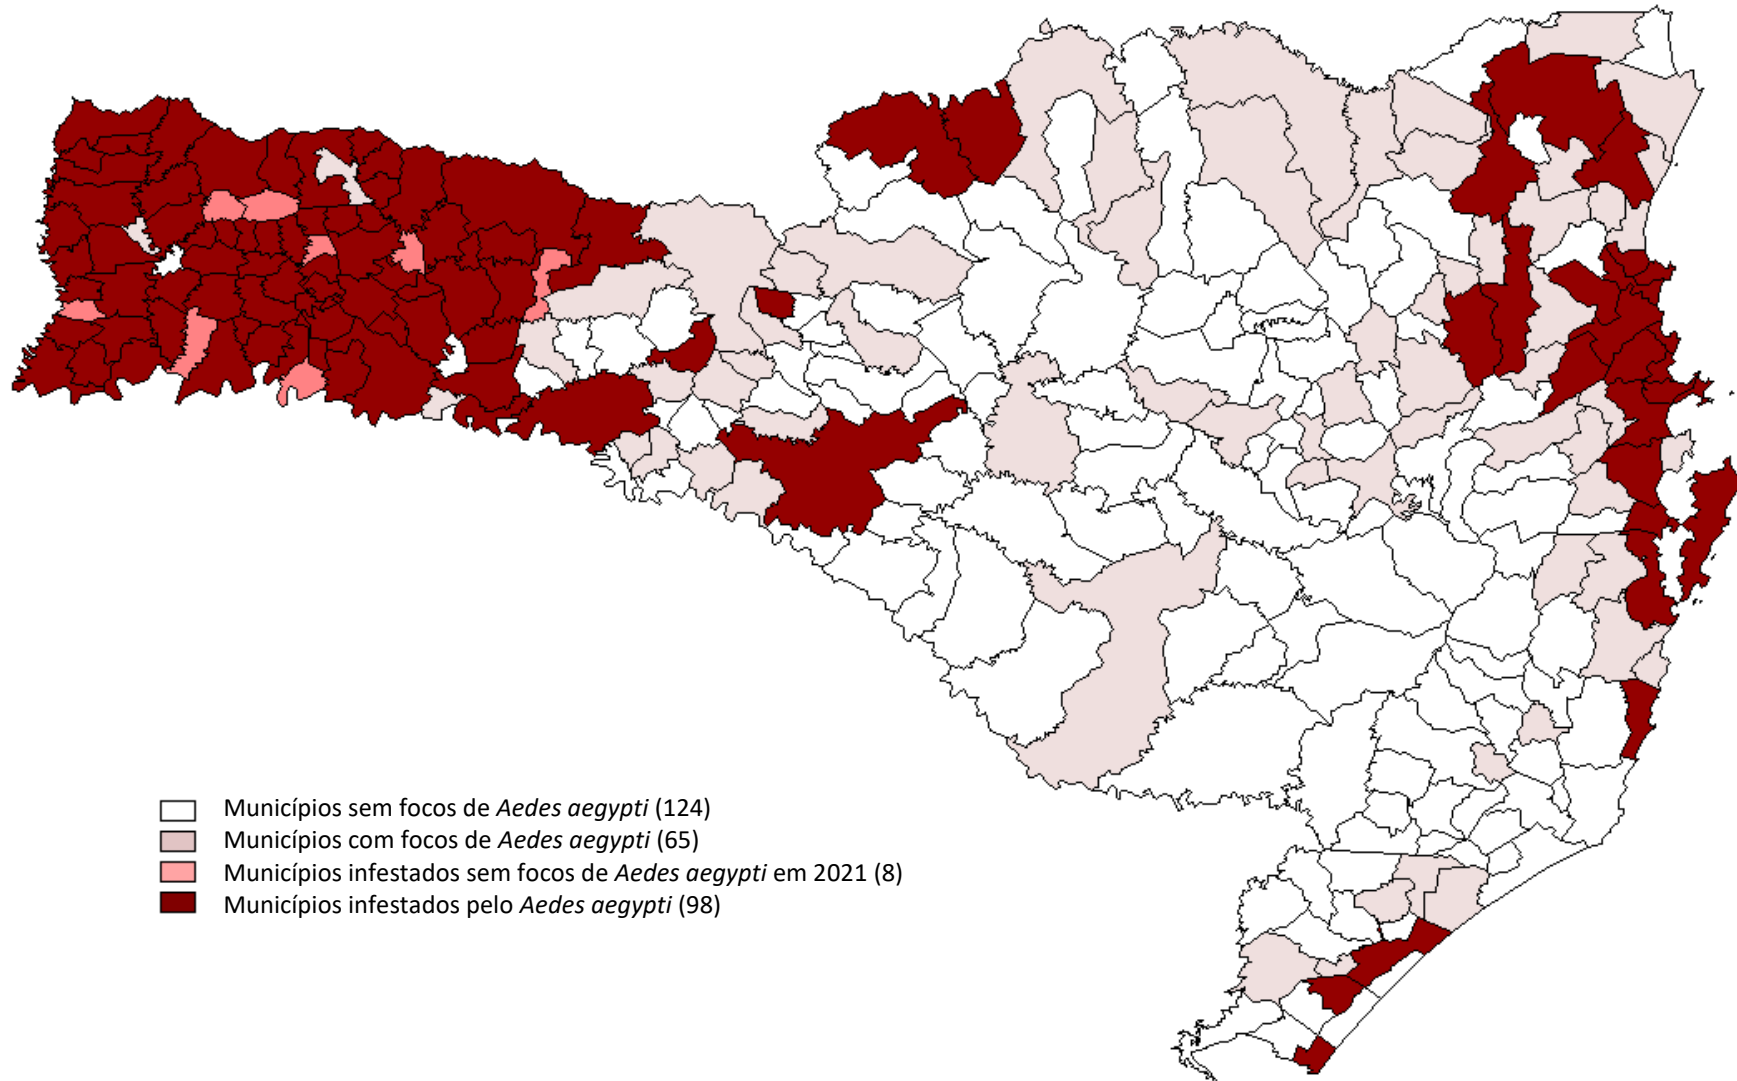 Municípios sem focos de Aedes aegypti (124)
Municípios com focos de Aedes aegypti (65)
Municípios infestados sem focos de Aedes aegypti em 2021 (8)
Municípios infestados pelo Aedes aegypti (98)